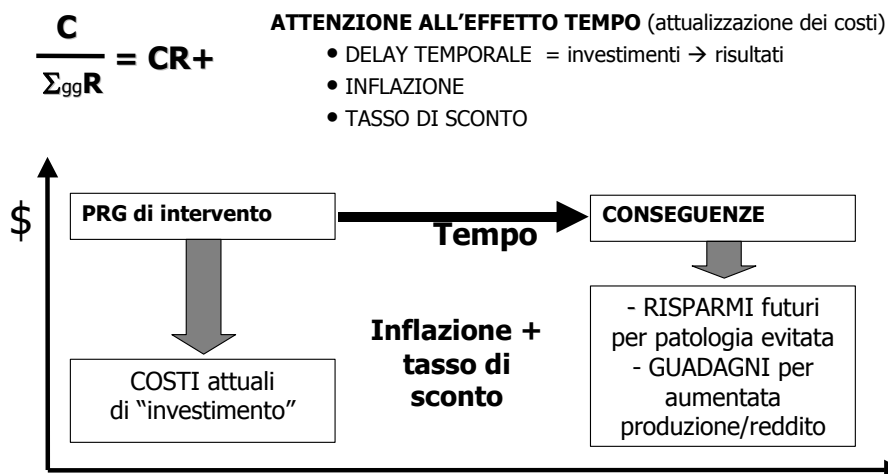 C
ΣggR
= CR+
ATTENZIONE ALL’EFFETTO TEMPO (attualizzazione dei costi)
• DELAY TEMPORALE = investimenti → risultati
• INFLAZIONE
• TASSO DI SCONTO
$
PRG di intervento
Tempo
CONSEGUENZE
COSTI attuali
di “investimento”
Inflazione +
tasso di
sconto
- RISPARMI futuri
per patologia evitata
- GUADAGNI per
aumentata
produzione/reddito